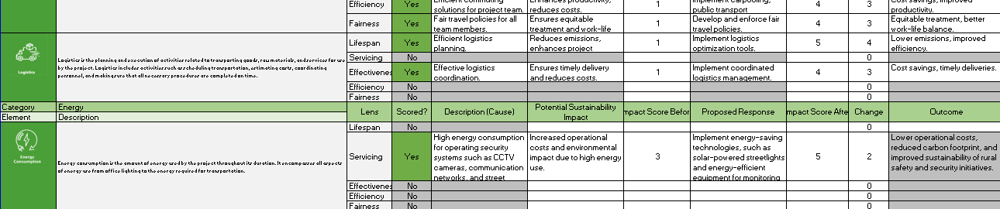 Efficiency Yes solutions for project team. reduces costs. 1 public transport 4 3 productivity.
Fairness Yes Fair travel policies for all team members. Ensures equitable treatment and work-life 1 Develop and enforce fair travel policies. 4 3 Equitable treatment, better work-life balance.
Logistics
Logistics is the planning and execution of activities related to transporting goods, raw materials, and services for use
by the project. Logistics includes activities such as scheduling transportation, estimating costs, coordinating
personnel, and making sure that all necessary procedures are completed on time.
Lifespan Yes Efficient logistics planning. Reduces emissions, enhances project 1 Implement logistics optimization tools. 5 4 Lower emissions, improved efficiency.
Servicing No 0
Effectivenes Yes Effective logistics coordination. Ensures timely delivery and reduces costs. 1 Implement coordinated logistics management. 4 3 Cost savings, timely deliveries.
Efficiency No 0
Fairness No 0
Category Energy
Element Description
Lens Scored? Description (Cause) Potential Sustainability Impact mpact Score Befor Proposed Response mpact Score Afte Change Outcome
Energy
Consumption
Energy consumption is the amount of energy used by the project throughout its duration. It encompasses all aspects
of energy use from office lighting to the energy required for transportation.
Lifespan No 0
Servicing Yes
High energy consumption
for operating security
systems such as CCTV
cameras, communication
networks, and street
Increased operational
costs and environmental
impact due to high energy
use.
3
Implement energy-saving
technologies, such as
solar-powered streetlights
and energy-efficient
equipment for monitoring
5
2
Lower operational costs,
reduced carbon footprint, and
improved sustainability of rural
safety and security initiatives.
Effectivenes No 0
Efficiency No 0
Fairness No 0